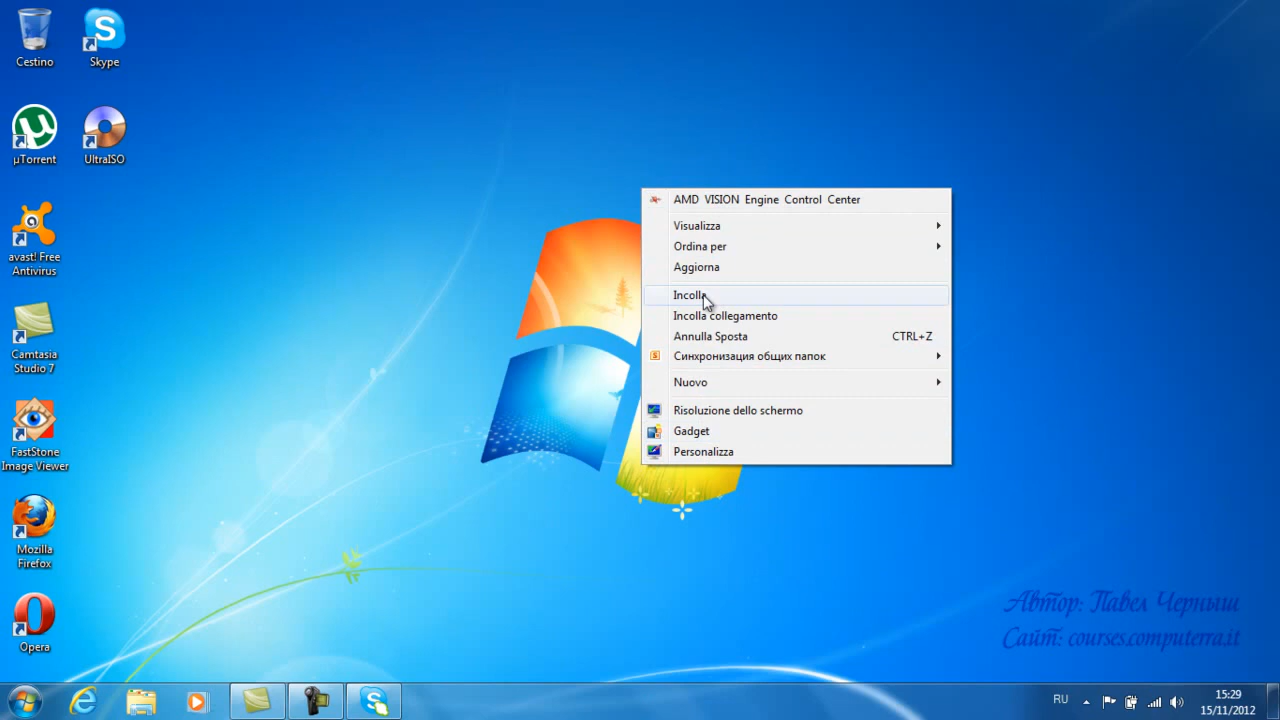 Cestino
Skype
µTorrent
UltraISO
avast! Free
Antivirus
Camtasia
Studio 7
FastStone
Image Viewer
Mozilla
Firefox
Opera
AMD VISION Engine Control Center
Visualizza
Ordina per
Aggiorna
Incolla
Incolla collegamento
Annulla Sposta CTRL+Z
Синхронизация общих папок
Nuovo
Risoluzione dello schermo
Gadget
Personalizza
Автор: Павел Черныш
Сайт: courses.computerra.it
RU
15:29
15/11/2012